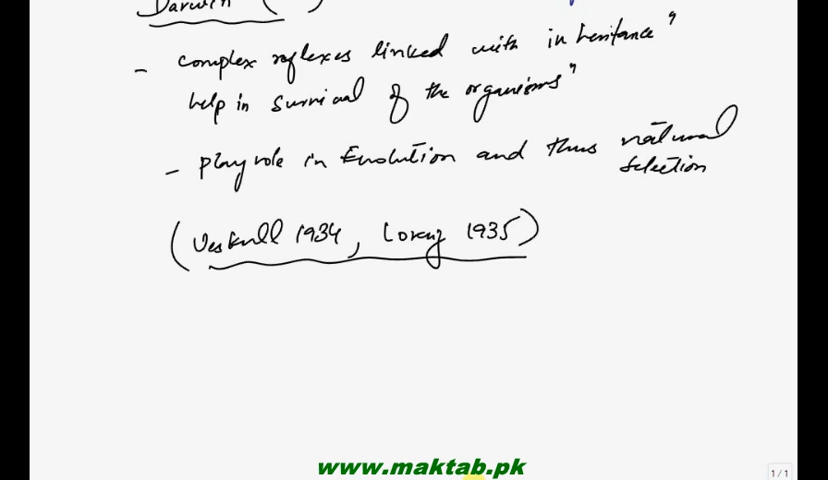 Darwin (
- complex reflexes linked with inheritance"
help in survival of the organisms"
- Play role in Evolution and thus natural
selection
(Uexkull 1934, Lorenz 1935)
www.maktab.pk
1/1